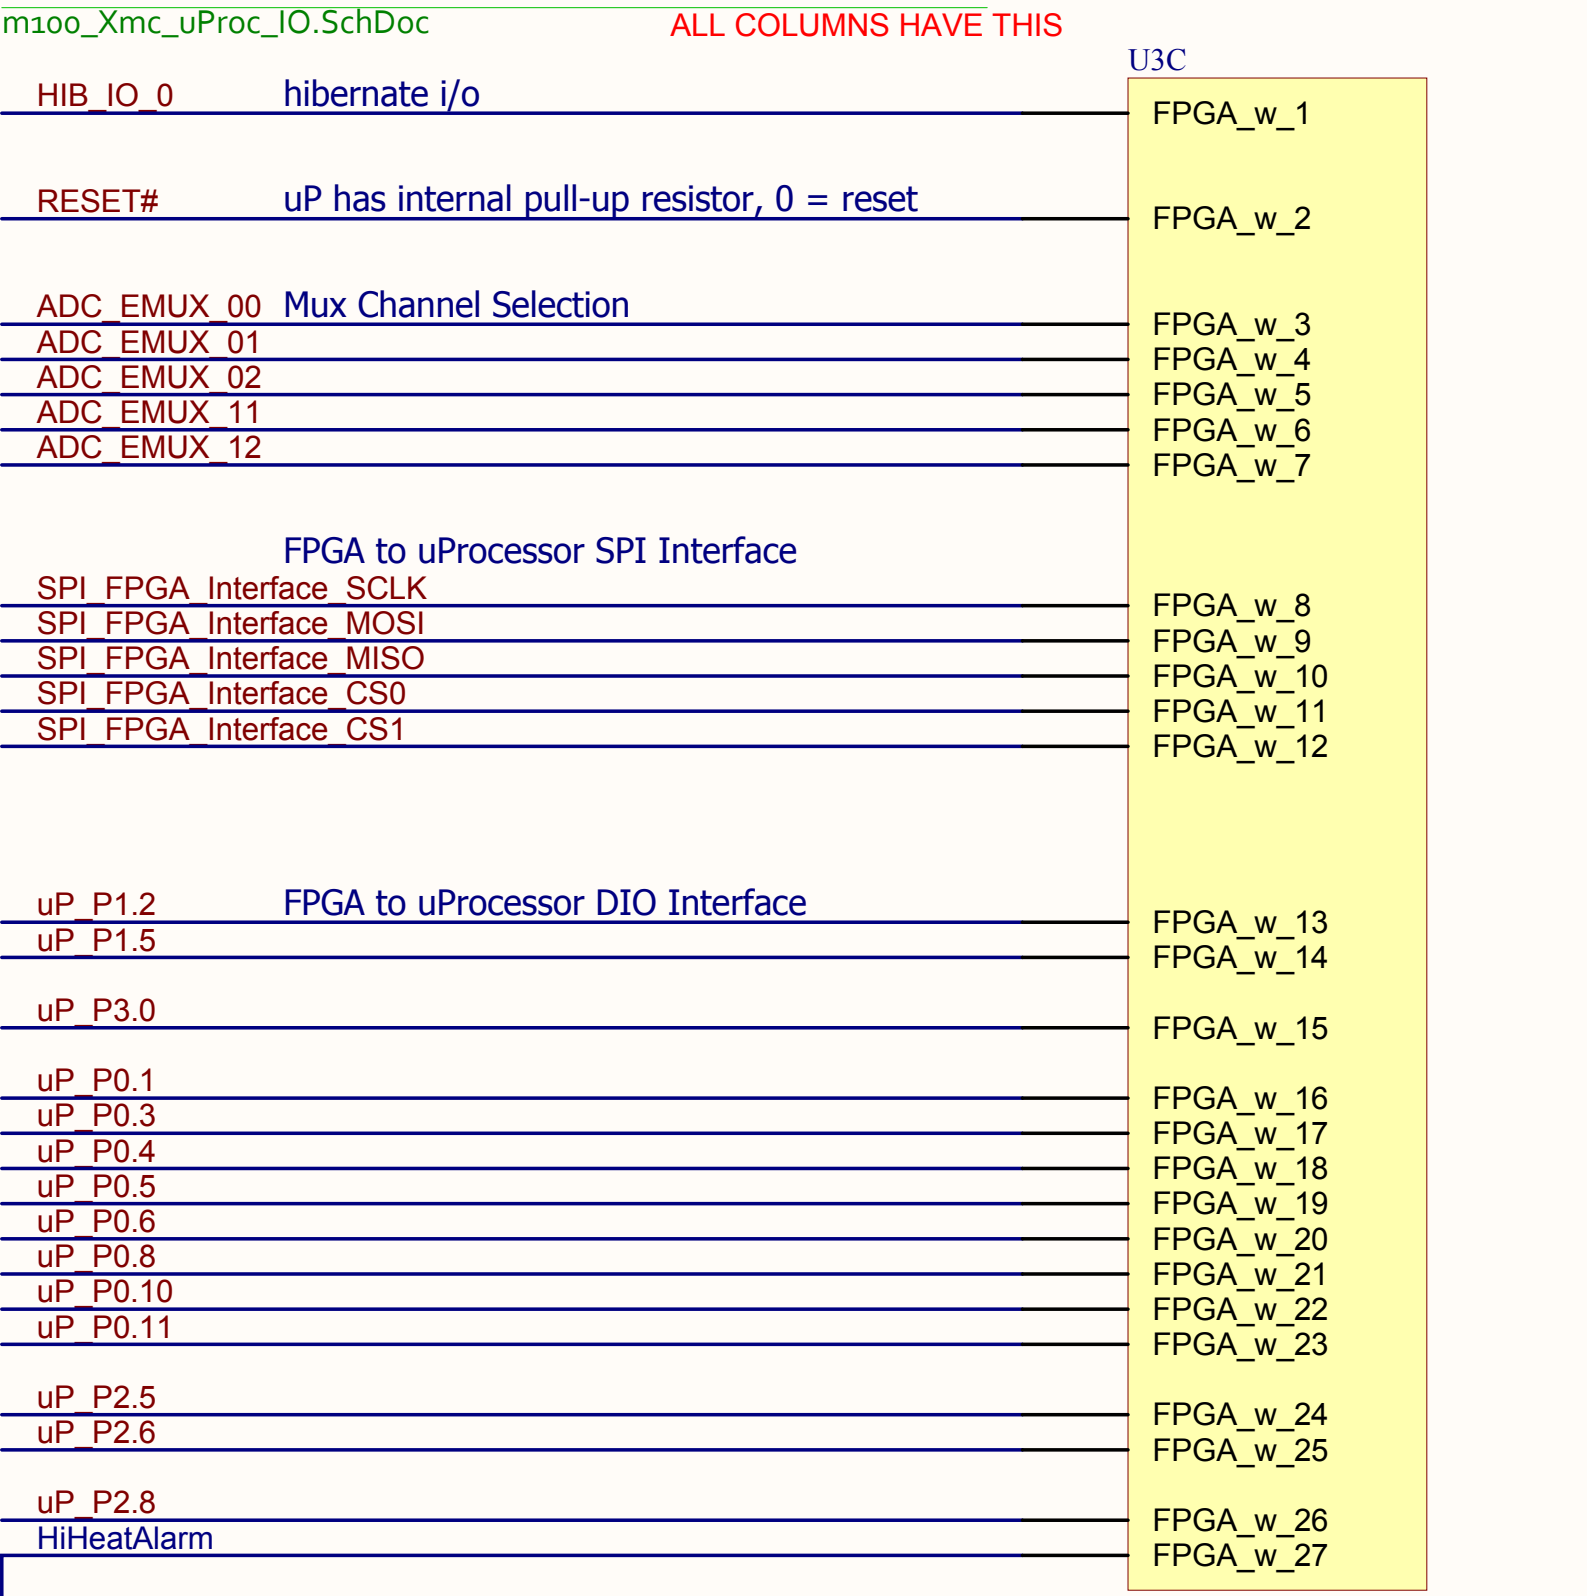 m100_Xmc_uProc_IO.SchDoc ALL COLUMNS HAVE THIS
U3C
HIB_IO_0 hibernate i/o FPGA_w_1
RESET# uP has internal pull-up resistor, 0 = reset FPGA_w_2
ADC_EMUX_00 Mux Channel Selection FPGA_w_3
ADC_EMUX_01 FPGA_w_4
ADC_EMUX_02 FPGA_w_5
ADC_EMUX_11 FPGA_w_6
ADC_EMUX_12 FPGA_w_7
FPGA to uProcessor SPI Interface
SPI_FPGA_Interface_SCLK FPGA_w_8
SPI_FPGA_Interface_MOSI FPGA_w_9
SPI_FPGA_Interface_MISO FPGA_w_10
SPI_FPGA_Interface_CS0 FPGA_w_11
SPI_FPGA_Interface_CS1 FPGA_w_12
uP_P1.2 FPGA to uProcessor DIO Interface FPGA_w_13
uP_P1.5 FPGA_w_14
uP_P3.0 FPGA_w_15
uP_P0.1 FPGA_w_16
uP_P0.3 FPGA_w_17
uP_P0.4 FPGA_w_18
uP_P0.5 FPGA_w_19
uP_P0.6 FPGA_w_20
uP_P0.8 FPGA_w_21
uP_P0.10 FPGA_w_22
uP_P0.11 FPGA_w_23
uP_P2.5 FPGA_w_24
uP_P2.6 FPGA_w_25
uP_P2.8 FPGA_w_26
HiHeatAlarm FPGA_w_27